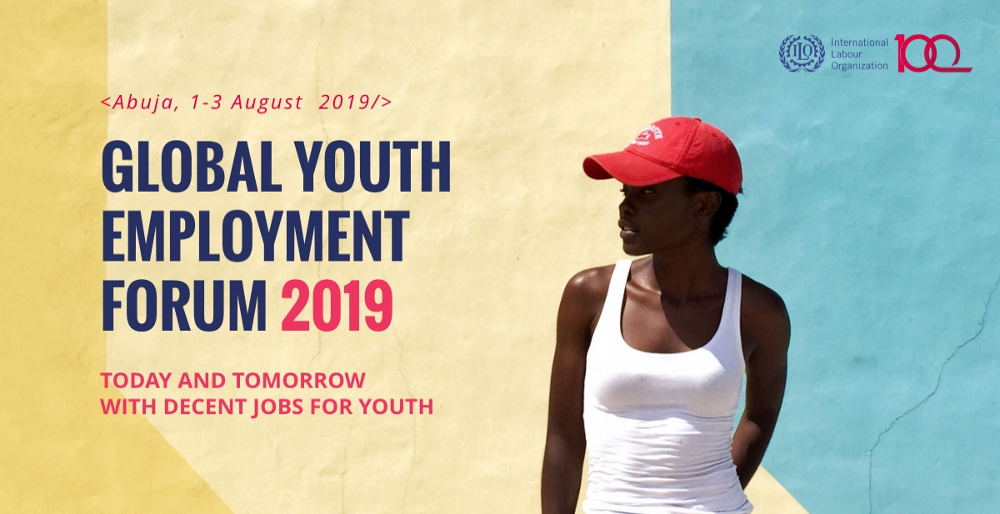 <Abuja, 1-3 August 2019/>
GLOBAL YOUTH
EMPLOYMENT
FORUM 2019
TODAY AND TOMORROW
WITH DECENT JOBS FOR YOUTH
ILO
International
Labour
Organization
100